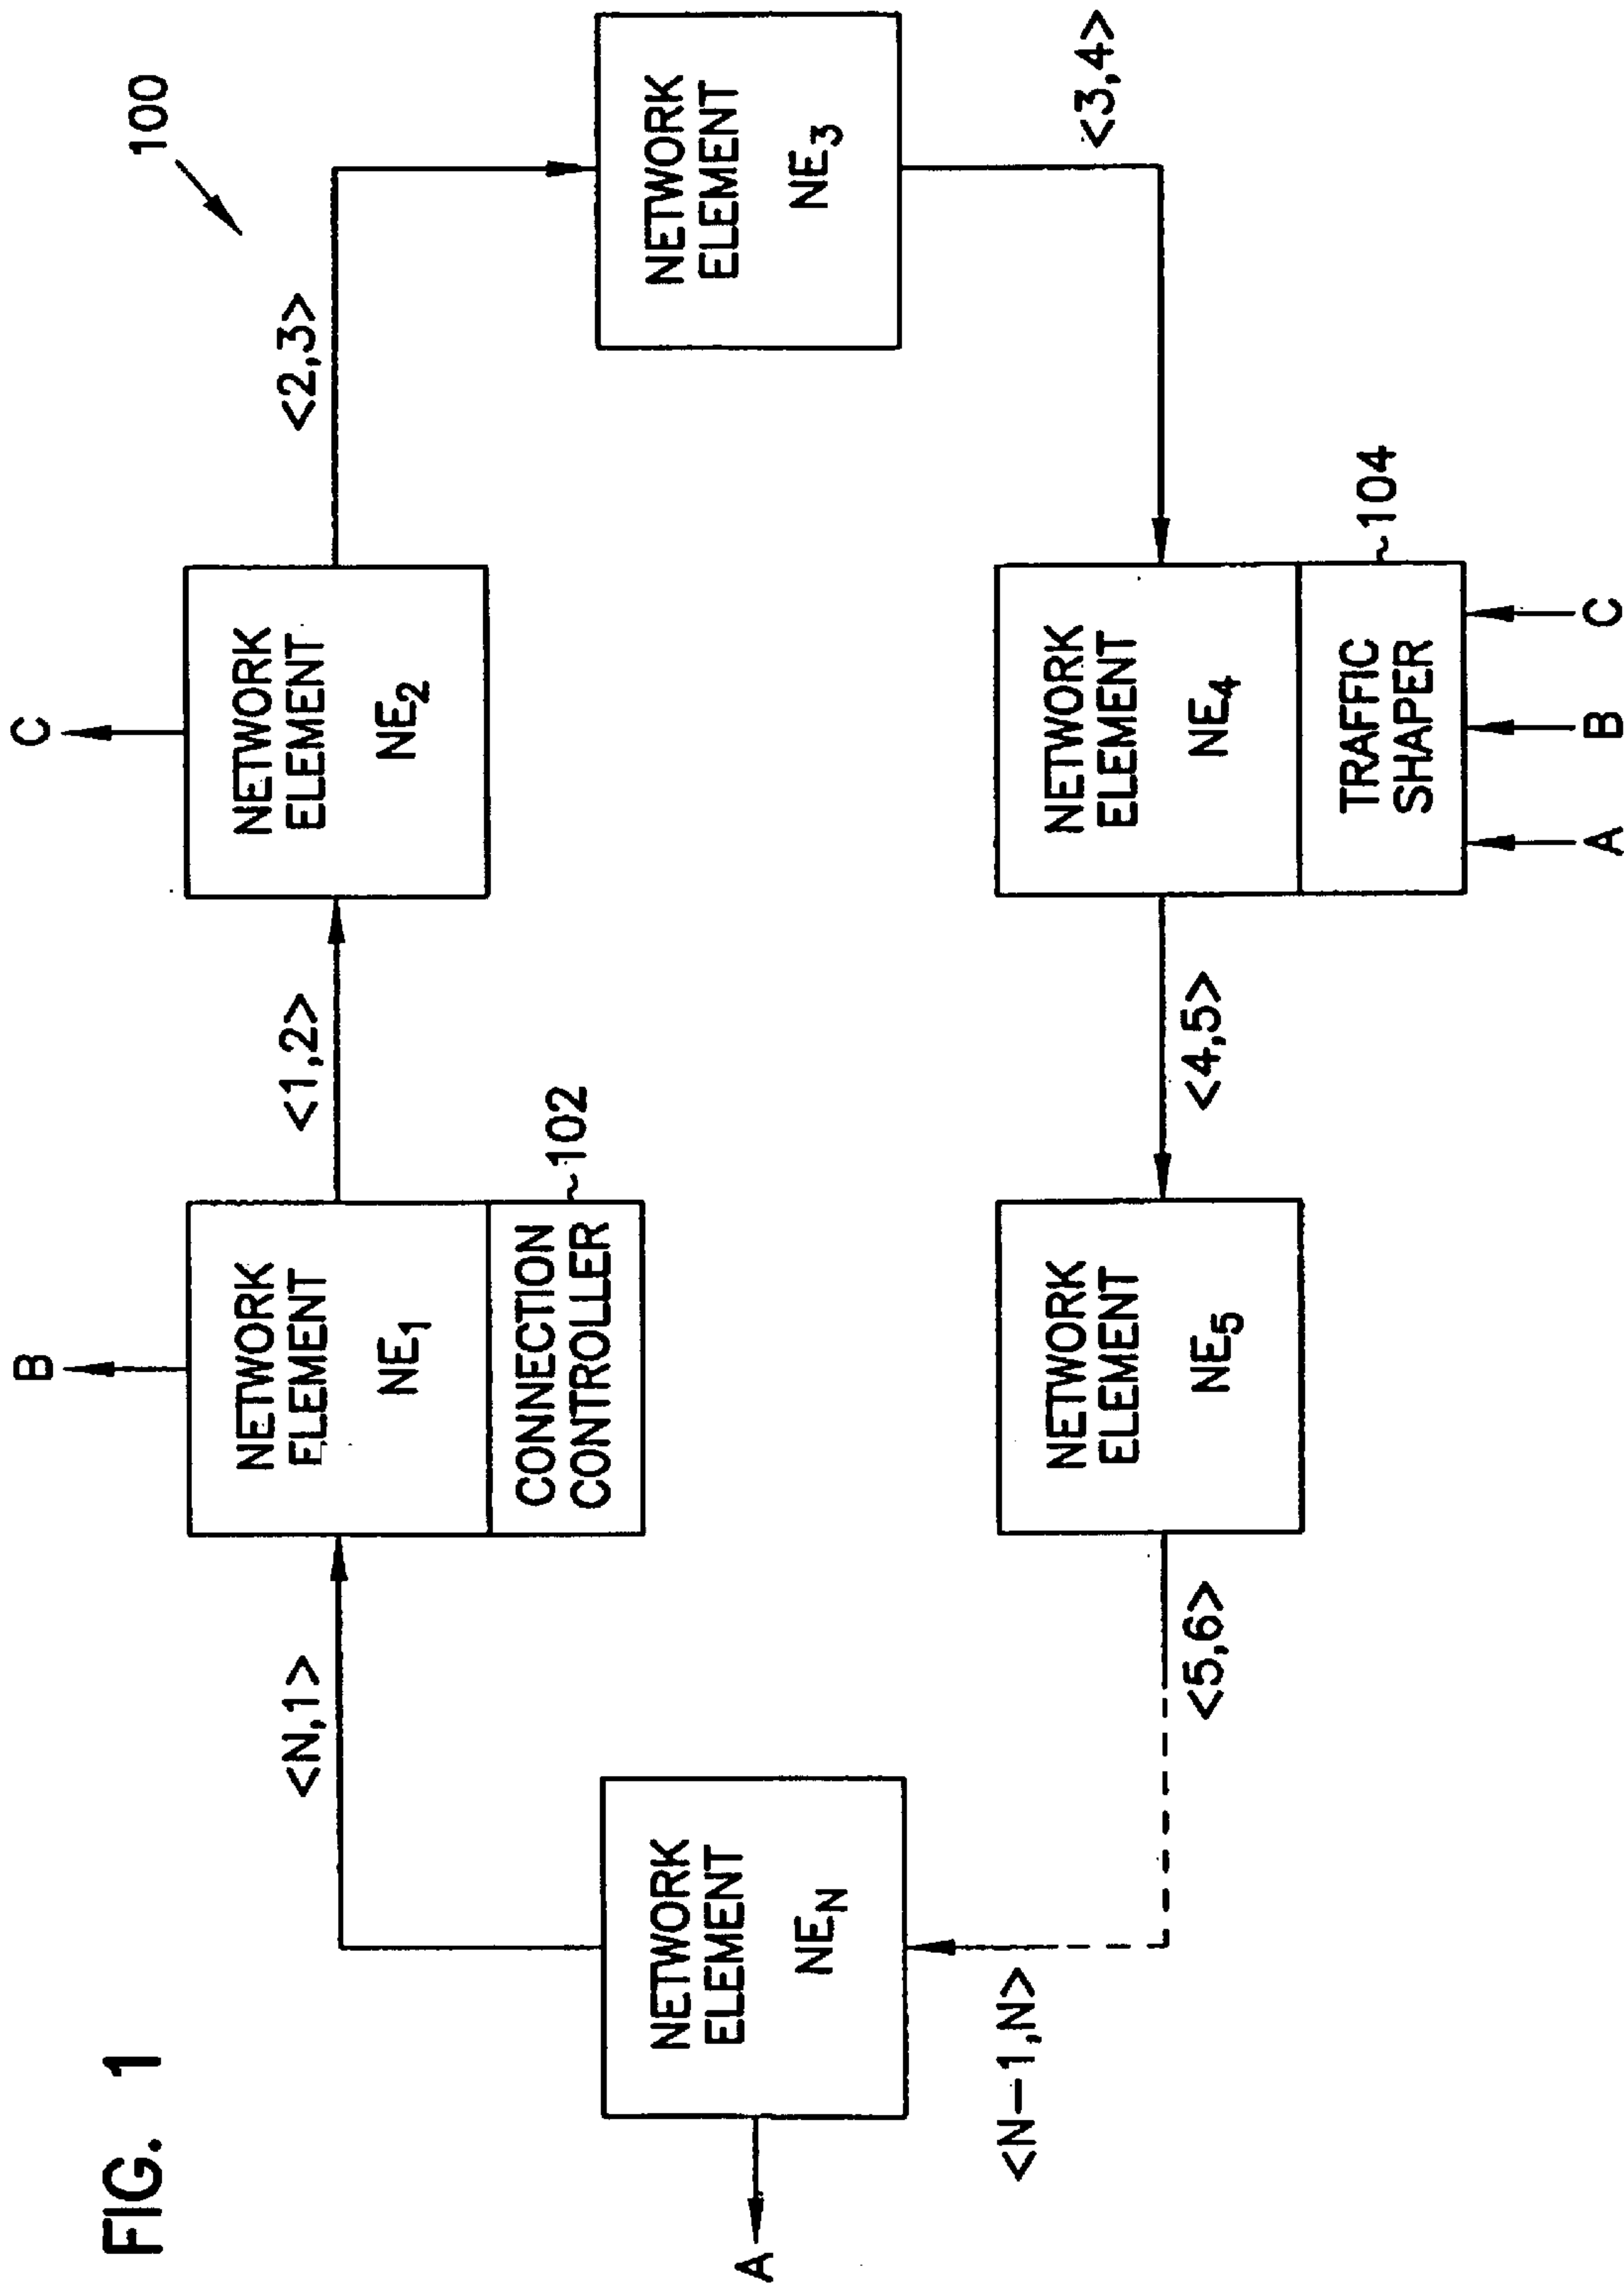 FIG. 1
100
B
C
<N,1>
NETWORK
ELEMENT
NE1
CONNECTION
CONTROLLER
102
<1,2>
NETWORK
ELEMENT
NE2
<2,3>
A
NETWORK
ELEMENT
NEN
NETWORK
ELEMENT
NE3
<N-1,N>
<3,4>
<5,6>
NETWORK
ELEMENT
NE5
<4,5>
NETWORK
ELEMENT
NE4
TRAFFIC
SHAPER
104
A
B
C